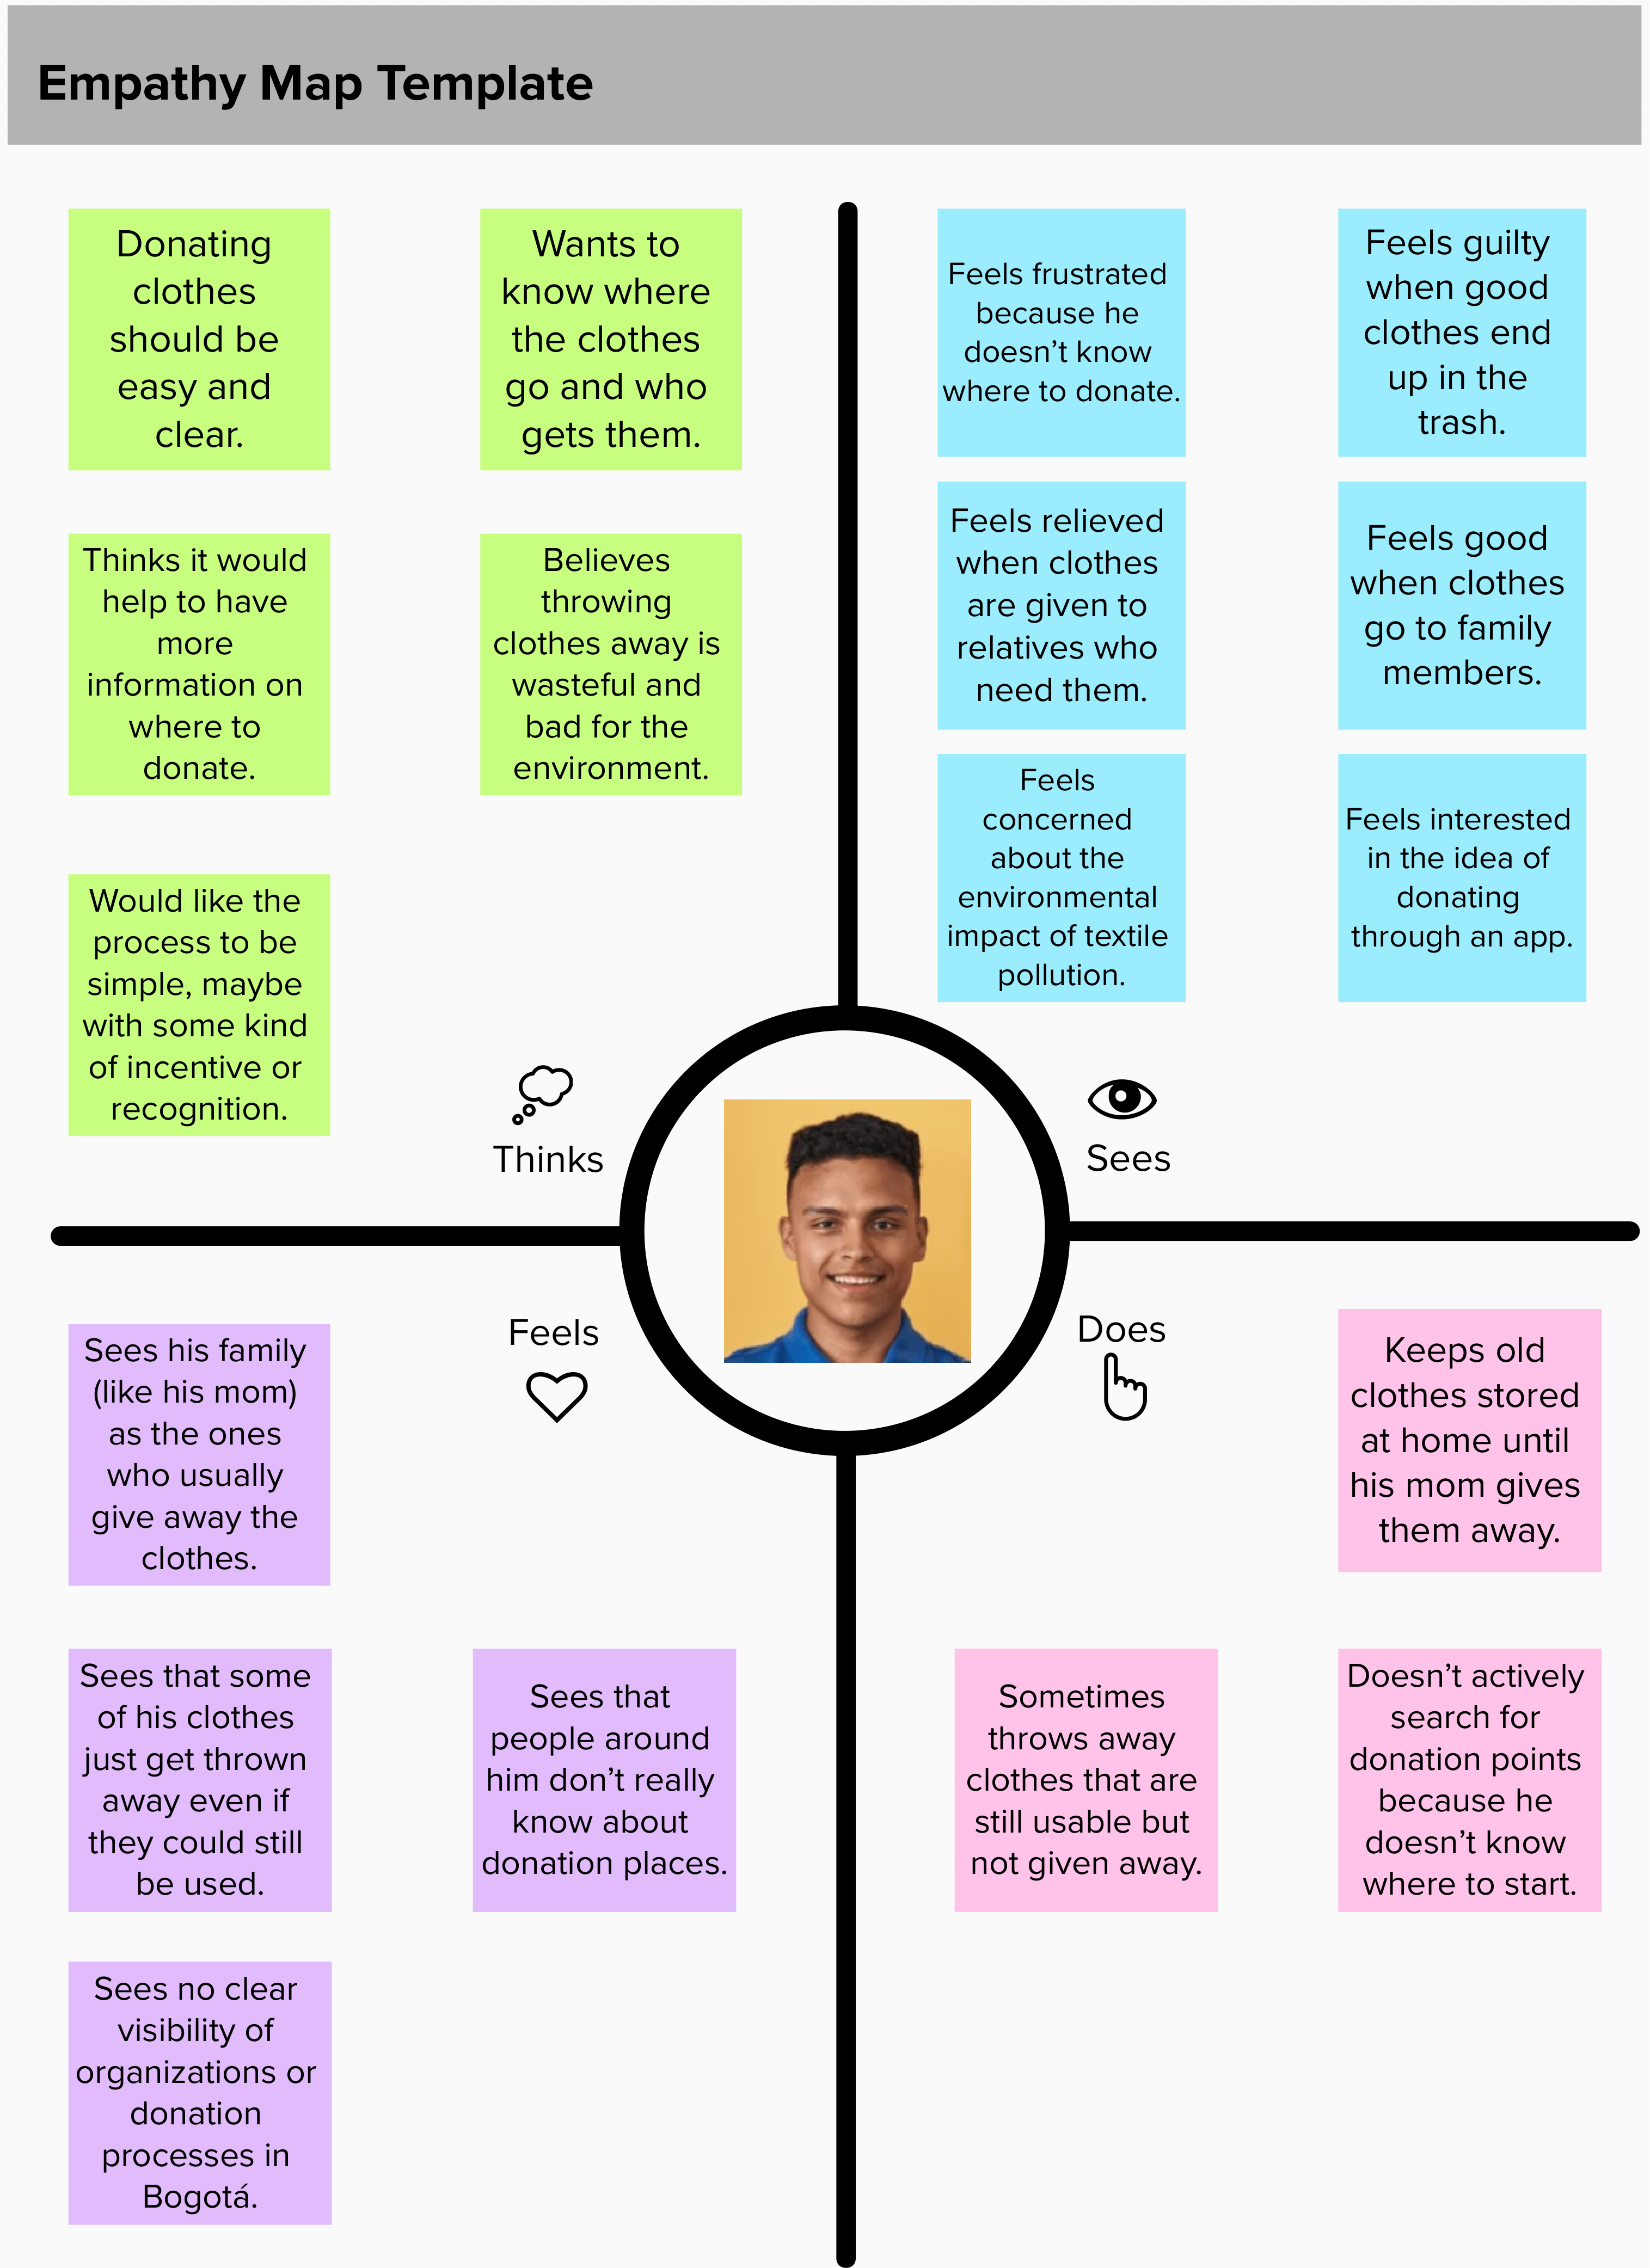 Empathy Map Template
Donating
clothes
should be
easy and
clear.
Wants to
know where
the clothes
go and who
gets them.
Thinks it would
help to have
more
information on
where to
donate.
Believes
throwing
clothes away is
wasteful and
bad for the
environment.
Would like the
process to be
simple, maybe
with some kind
of incentive or
recognition.
Thinks
Feels frustrated
because he
doesn’t know
where to donate.
Feels guilty
when good
clothes end
up in the
trash.
Feels relieved
when clothes
are given to
relatives who
need them.
Feels good
when clothes
go to family
members.
Feels
concerned
about the
environmental
impact of textile
pollution.
Feels interested
in the idea of
donating
through an app.
Sees
Feels
Sees his family
(like his mom)
as the ones
who usually
give away the
clothes.
Sees that some
of his clothes
just get thrown
away even if
they could still
be used.
Sees that
people around
him don’t really
know about
donation places.
Sees no clear
visibility of
organizations or
donation
processes in
Bogotá.
Does
Keeps old
clothes stored
at home until
his mom gives
them away.
Sometimes
throws away
clothes that are
still usable but
not given away.
Doesn’t actively
search for
donation points
because he
doesn’t know
where to start.